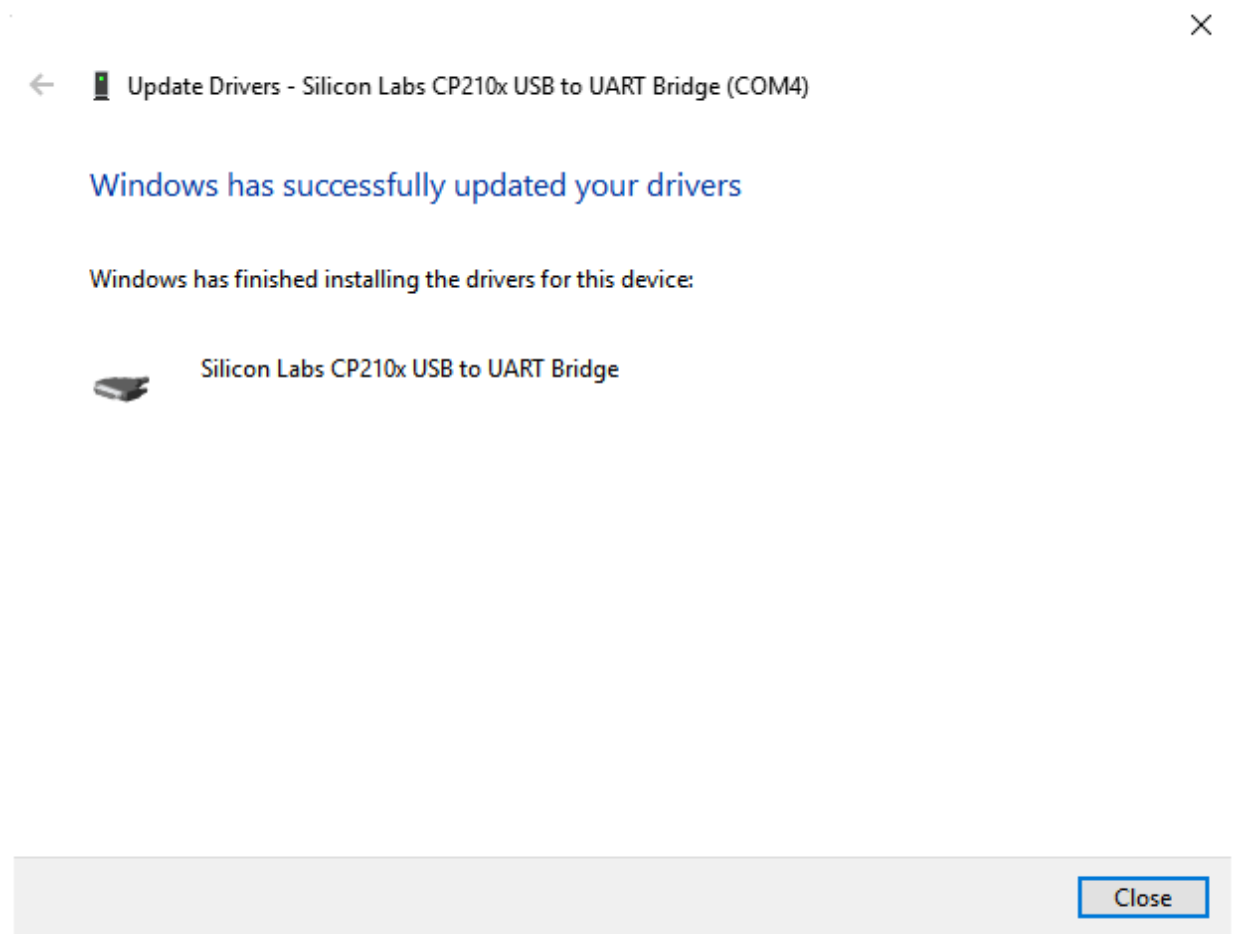 Update Drivers - Silicon Labs CP210x USB to UART Bridge (COM4)
Windows has successfully updated your drivers
Windows has finished installing the drivers for this device:
Silicon Labs CP210x USB to UART Bridge
Close